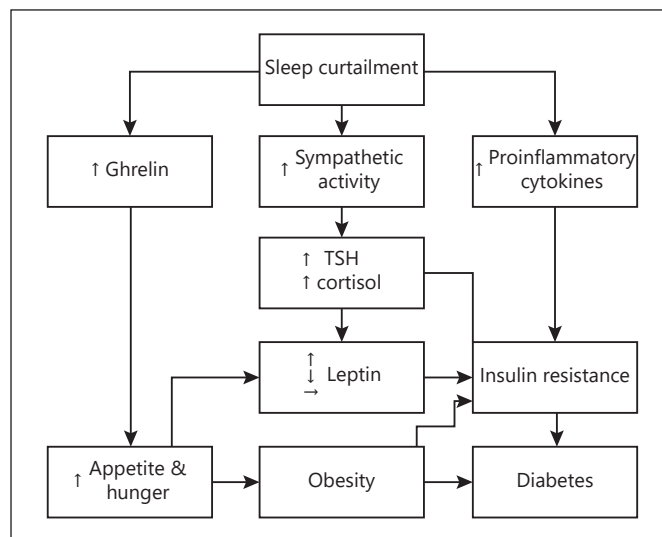 Sleep curtailment
↑ Ghrelin
↑ Sympathetic
activity
↑ Proinflammatory
cytokines
↑ TSH
↑ cortisol
↑
↓ Leptin
→
Insulin resistance
↑ Appetite &
hunger
Obesity
Diabetes